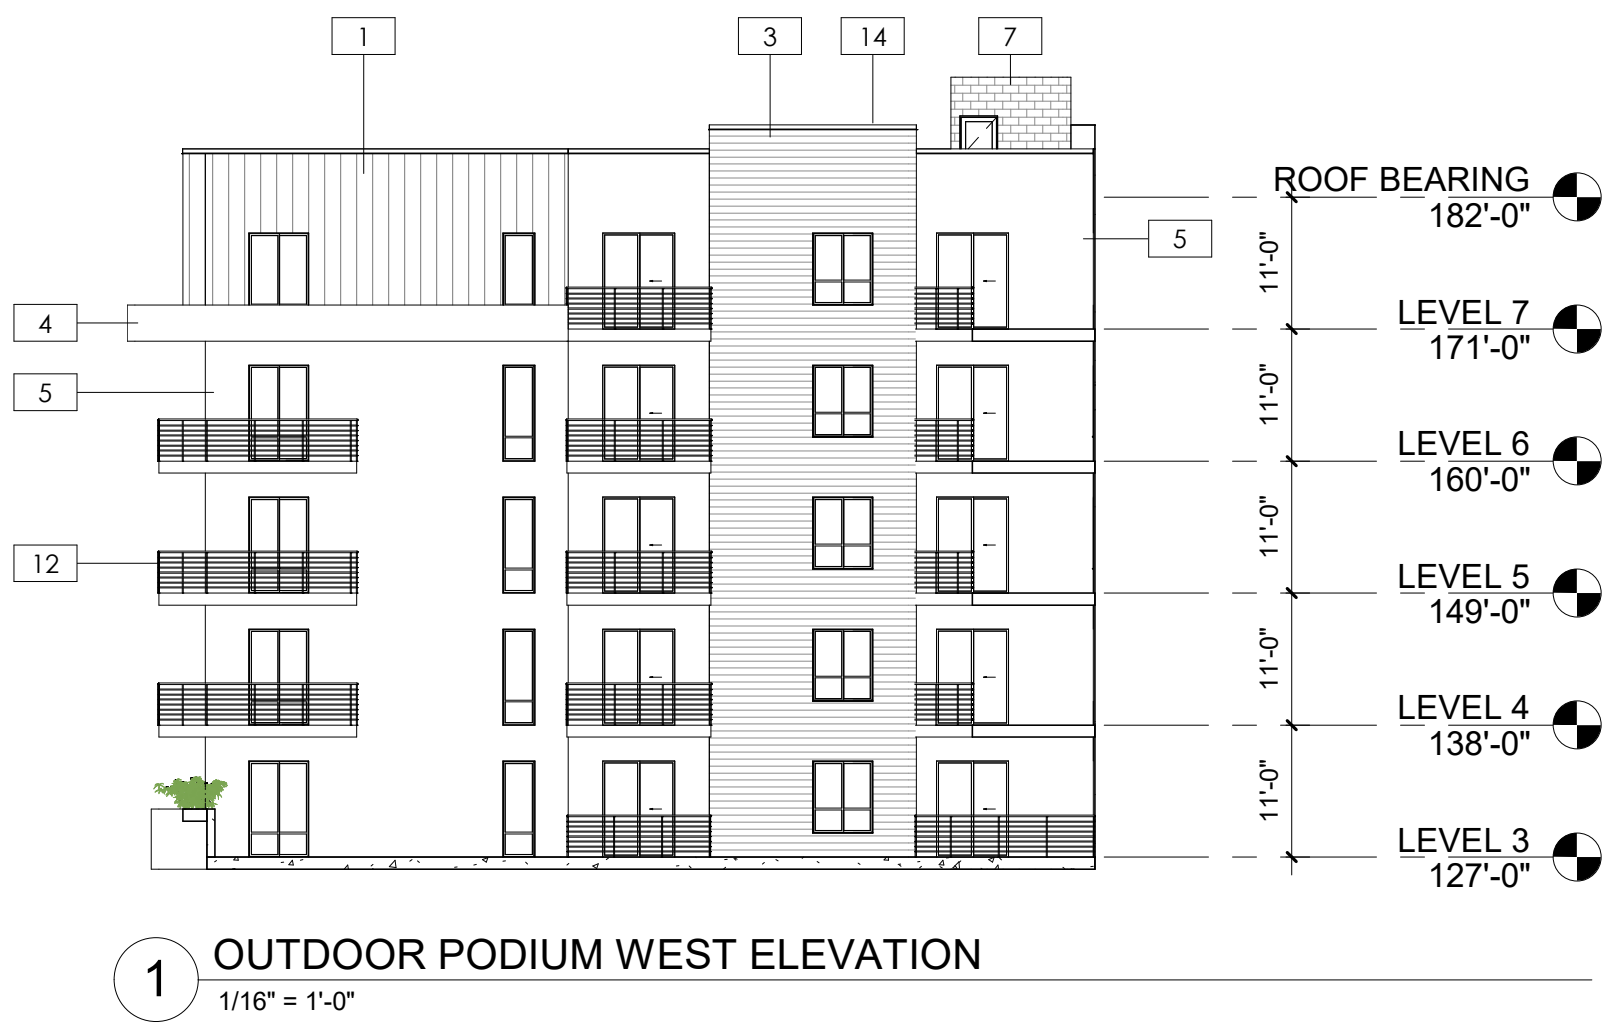 1
3
14
7
ROOF BEARING
182'-0"
5
11'-0"
4
LEVEL 7
171'-0"
5
11'-0"
LEVEL 6
160'-0"
11'-0"
12
LEVEL 5
149'-0"
11'-0"
LEVEL 4
138'-0"
11'-0"
LEVEL 3
127'-0"
1
OUTDOOR PODIUM WEST ELEVATION
1/16" = 1'-0"